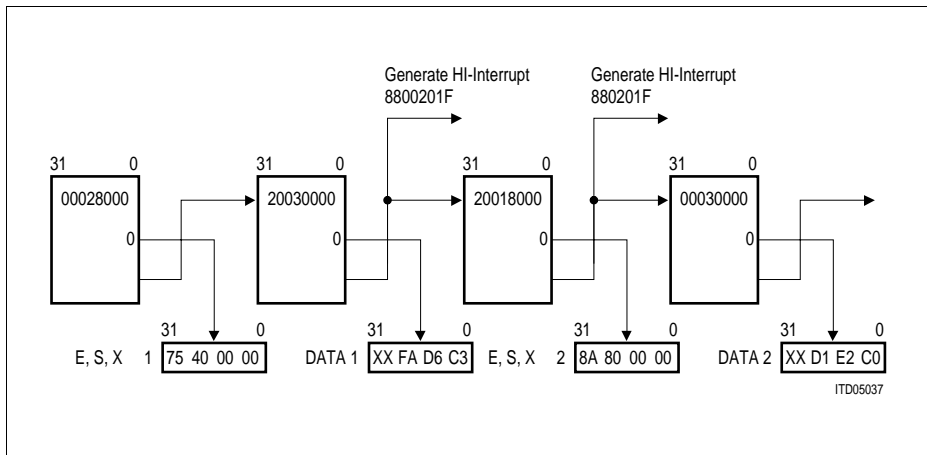 Generate HI-Interrupt Generate HI-Interrupt
8800201F 880201F
31 0 31 0 31 0 31 0
00028000 20030000 20018000 00030000
0 0 0 0
31 0 31 0 31 0 31 0
E, S, X 1 75 40 00 00 DATA 1 XX FA D6 C3 E, S, X 2 8A 80 00 00 DATA 2 XX D1 E2 C0
ITD05037